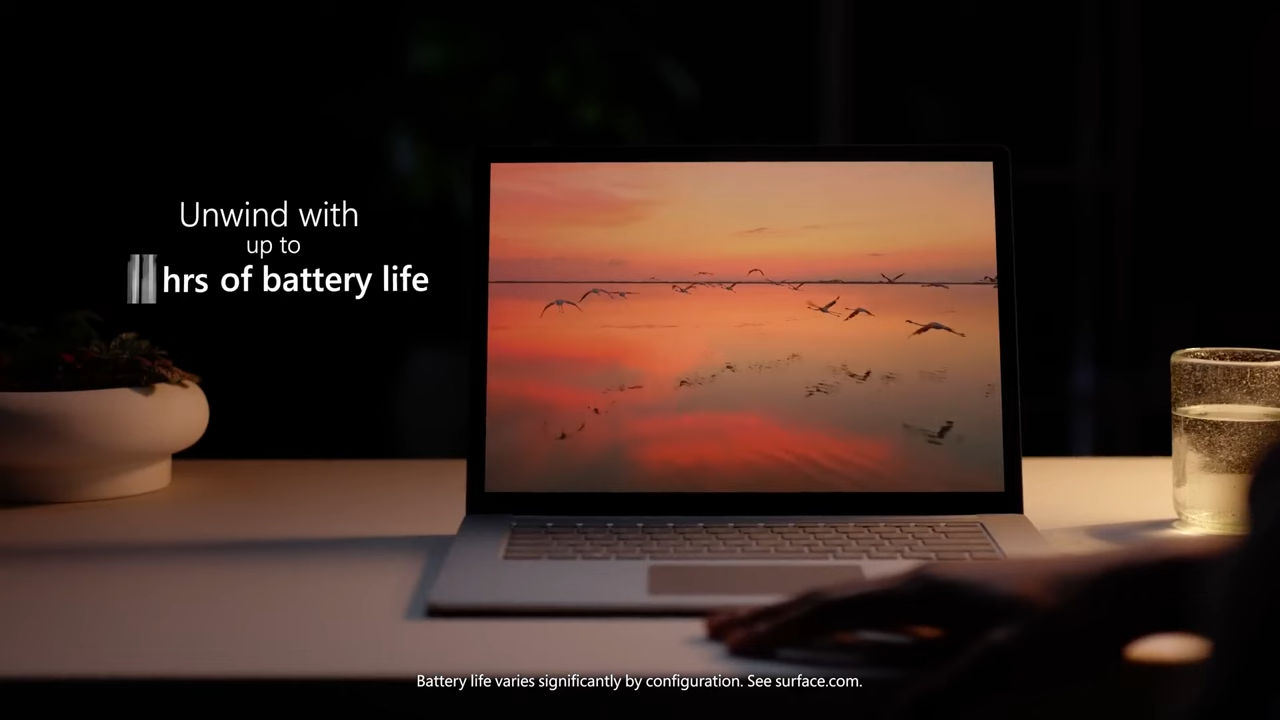 Unwind with
up to
hrs of battery life
Battery life varies significantly by configuration. See surface.com.